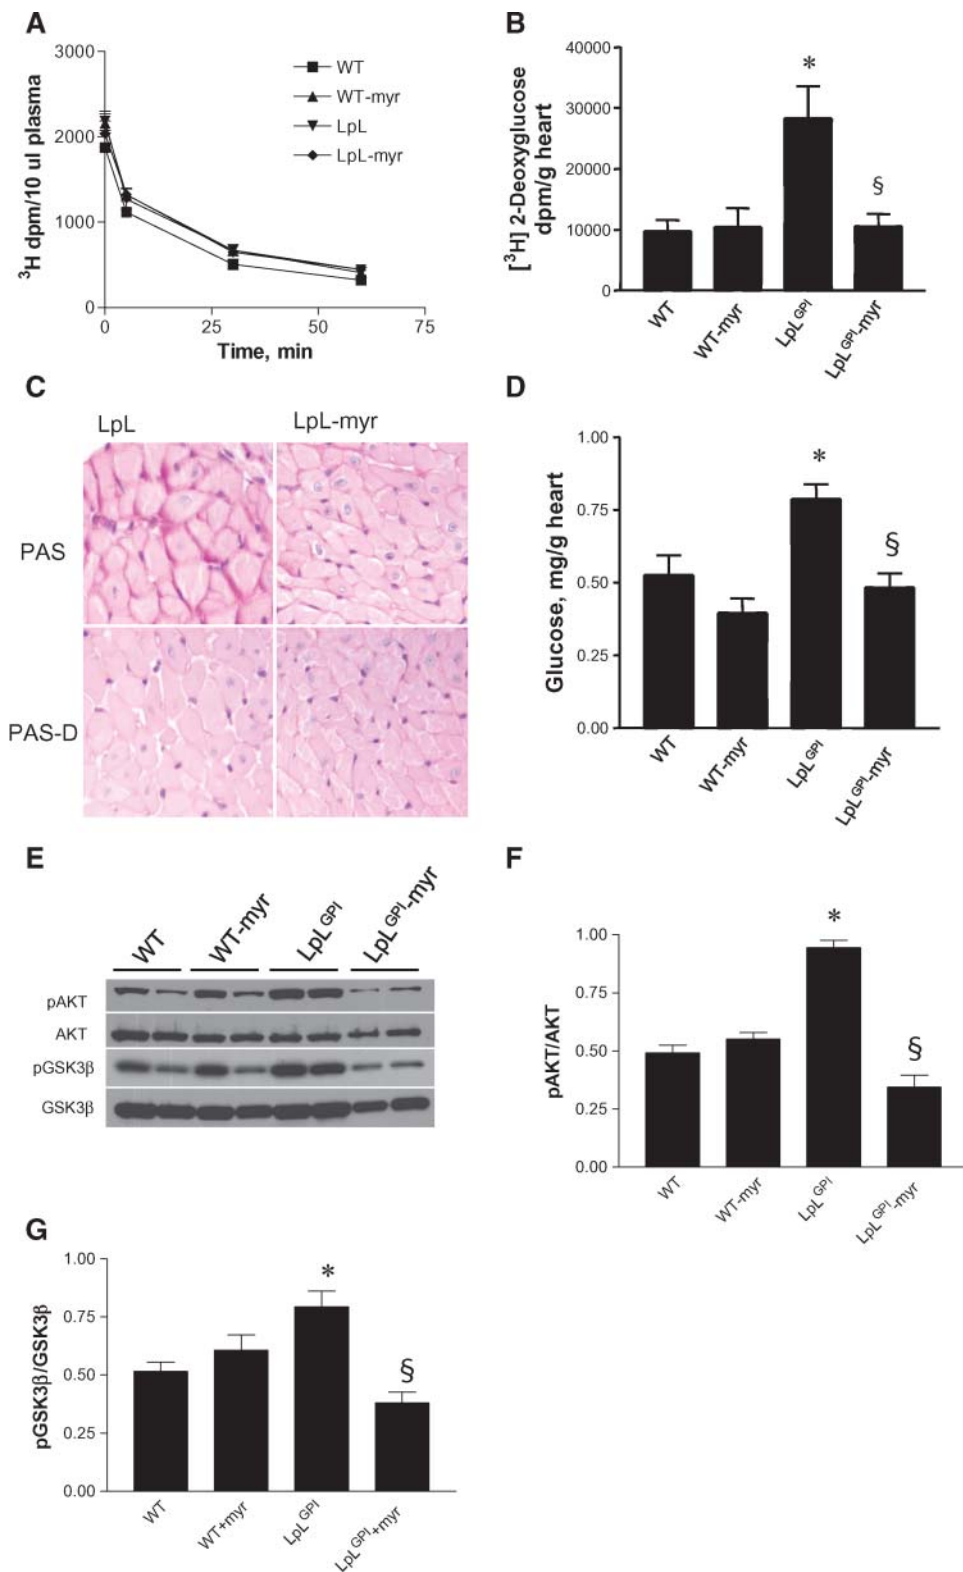 A
3000
2000
1000
0
³H dpm/10 ul plasma
0 25 50 75
Time, min
WT
WT-myr
LpL
LpL-myr
B
40000
30000
20000
10000
0
[³H] 2-Deoxyglucose
dpm/g heart
*
§
WT
WT-myr
LpL^GPI
LpL^GPI-myr
C
LpL LpL-myr
PAS
PAS-D
D
1.00
0.75
0.50
0.25
0.00
Glucose, mg/g heart
*
§
WT
WT-myr
LpL^GPI
LpL^GPI-myr
E
WT
WT-myr
LpL^GPI
LpL^GPI-myr
pAKT
AKT
pGSK3β
GSK3β
F
1.00
0.75
0.50
0.25
0.00
pAKT/AKT
*
§
WT
WT-myr
LpL^GPI
LpL^GPI-myr
G
1.00
0.75
0.50
0.25
0.00
pGSK3β/GSK3β
*
§
WT
WT+myr
LpL^GPI
LpL^GPI+myr